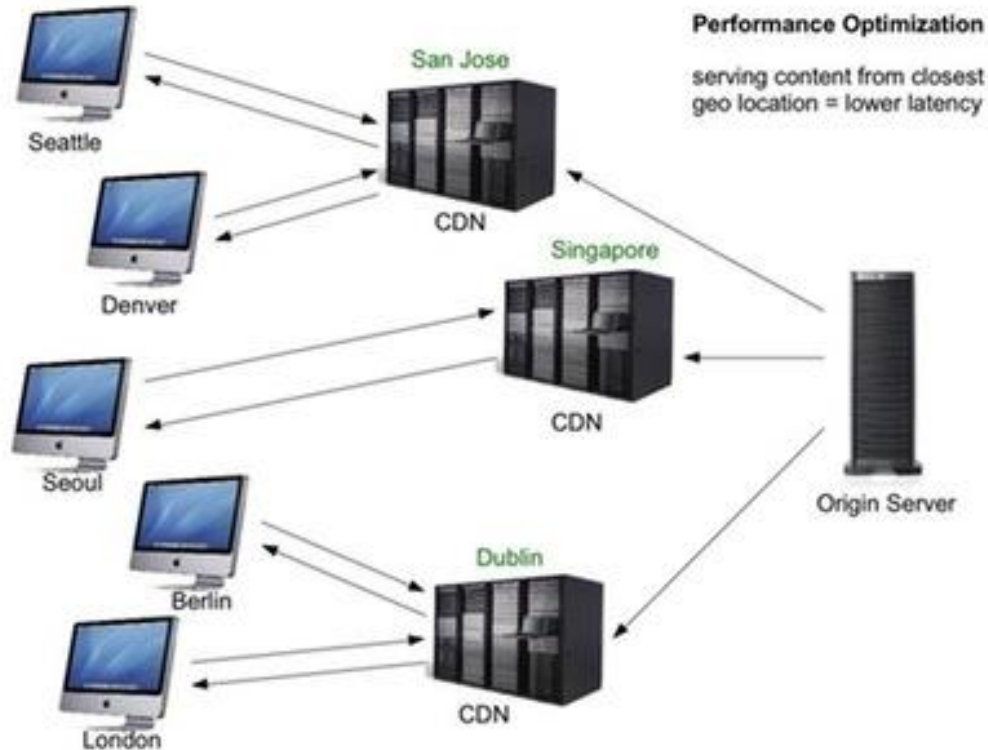 Performance Optimization
serving content from closest
geo location = lower latency
San Jose
Seattle
CDN
Singapore
Denver
CDN
Seoul
Origin Server
Dublin
Berlin
CDN
London